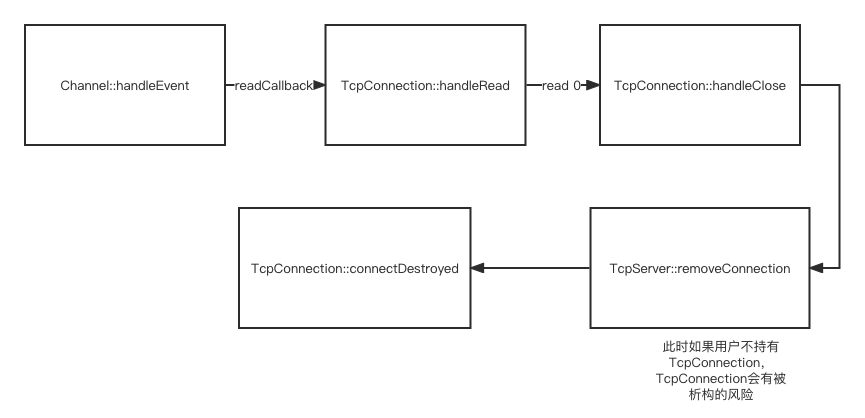 Channel::handleEvent
readCallback
TcpConnection::handleRead
read 0
TcpConnection::handleClose
TcpConnection::connectDestroyed
TcpServer::removeConnection
此时如果用户不持有
TcpConnection，
TcpConnection会有被
析构的风险